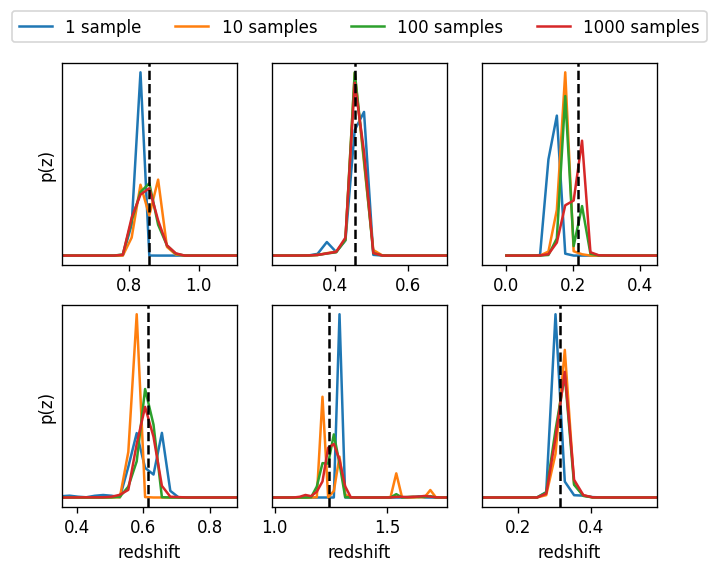 1 sample 10 samples 100 samples 1000 samples
p(z)
0.8 1.0
0.4 0.6
0.0 0.2 0.4
p(z)
0.4 0.6 0.8
1.0 1.5
0.2 0.4
redshift redshift redshift